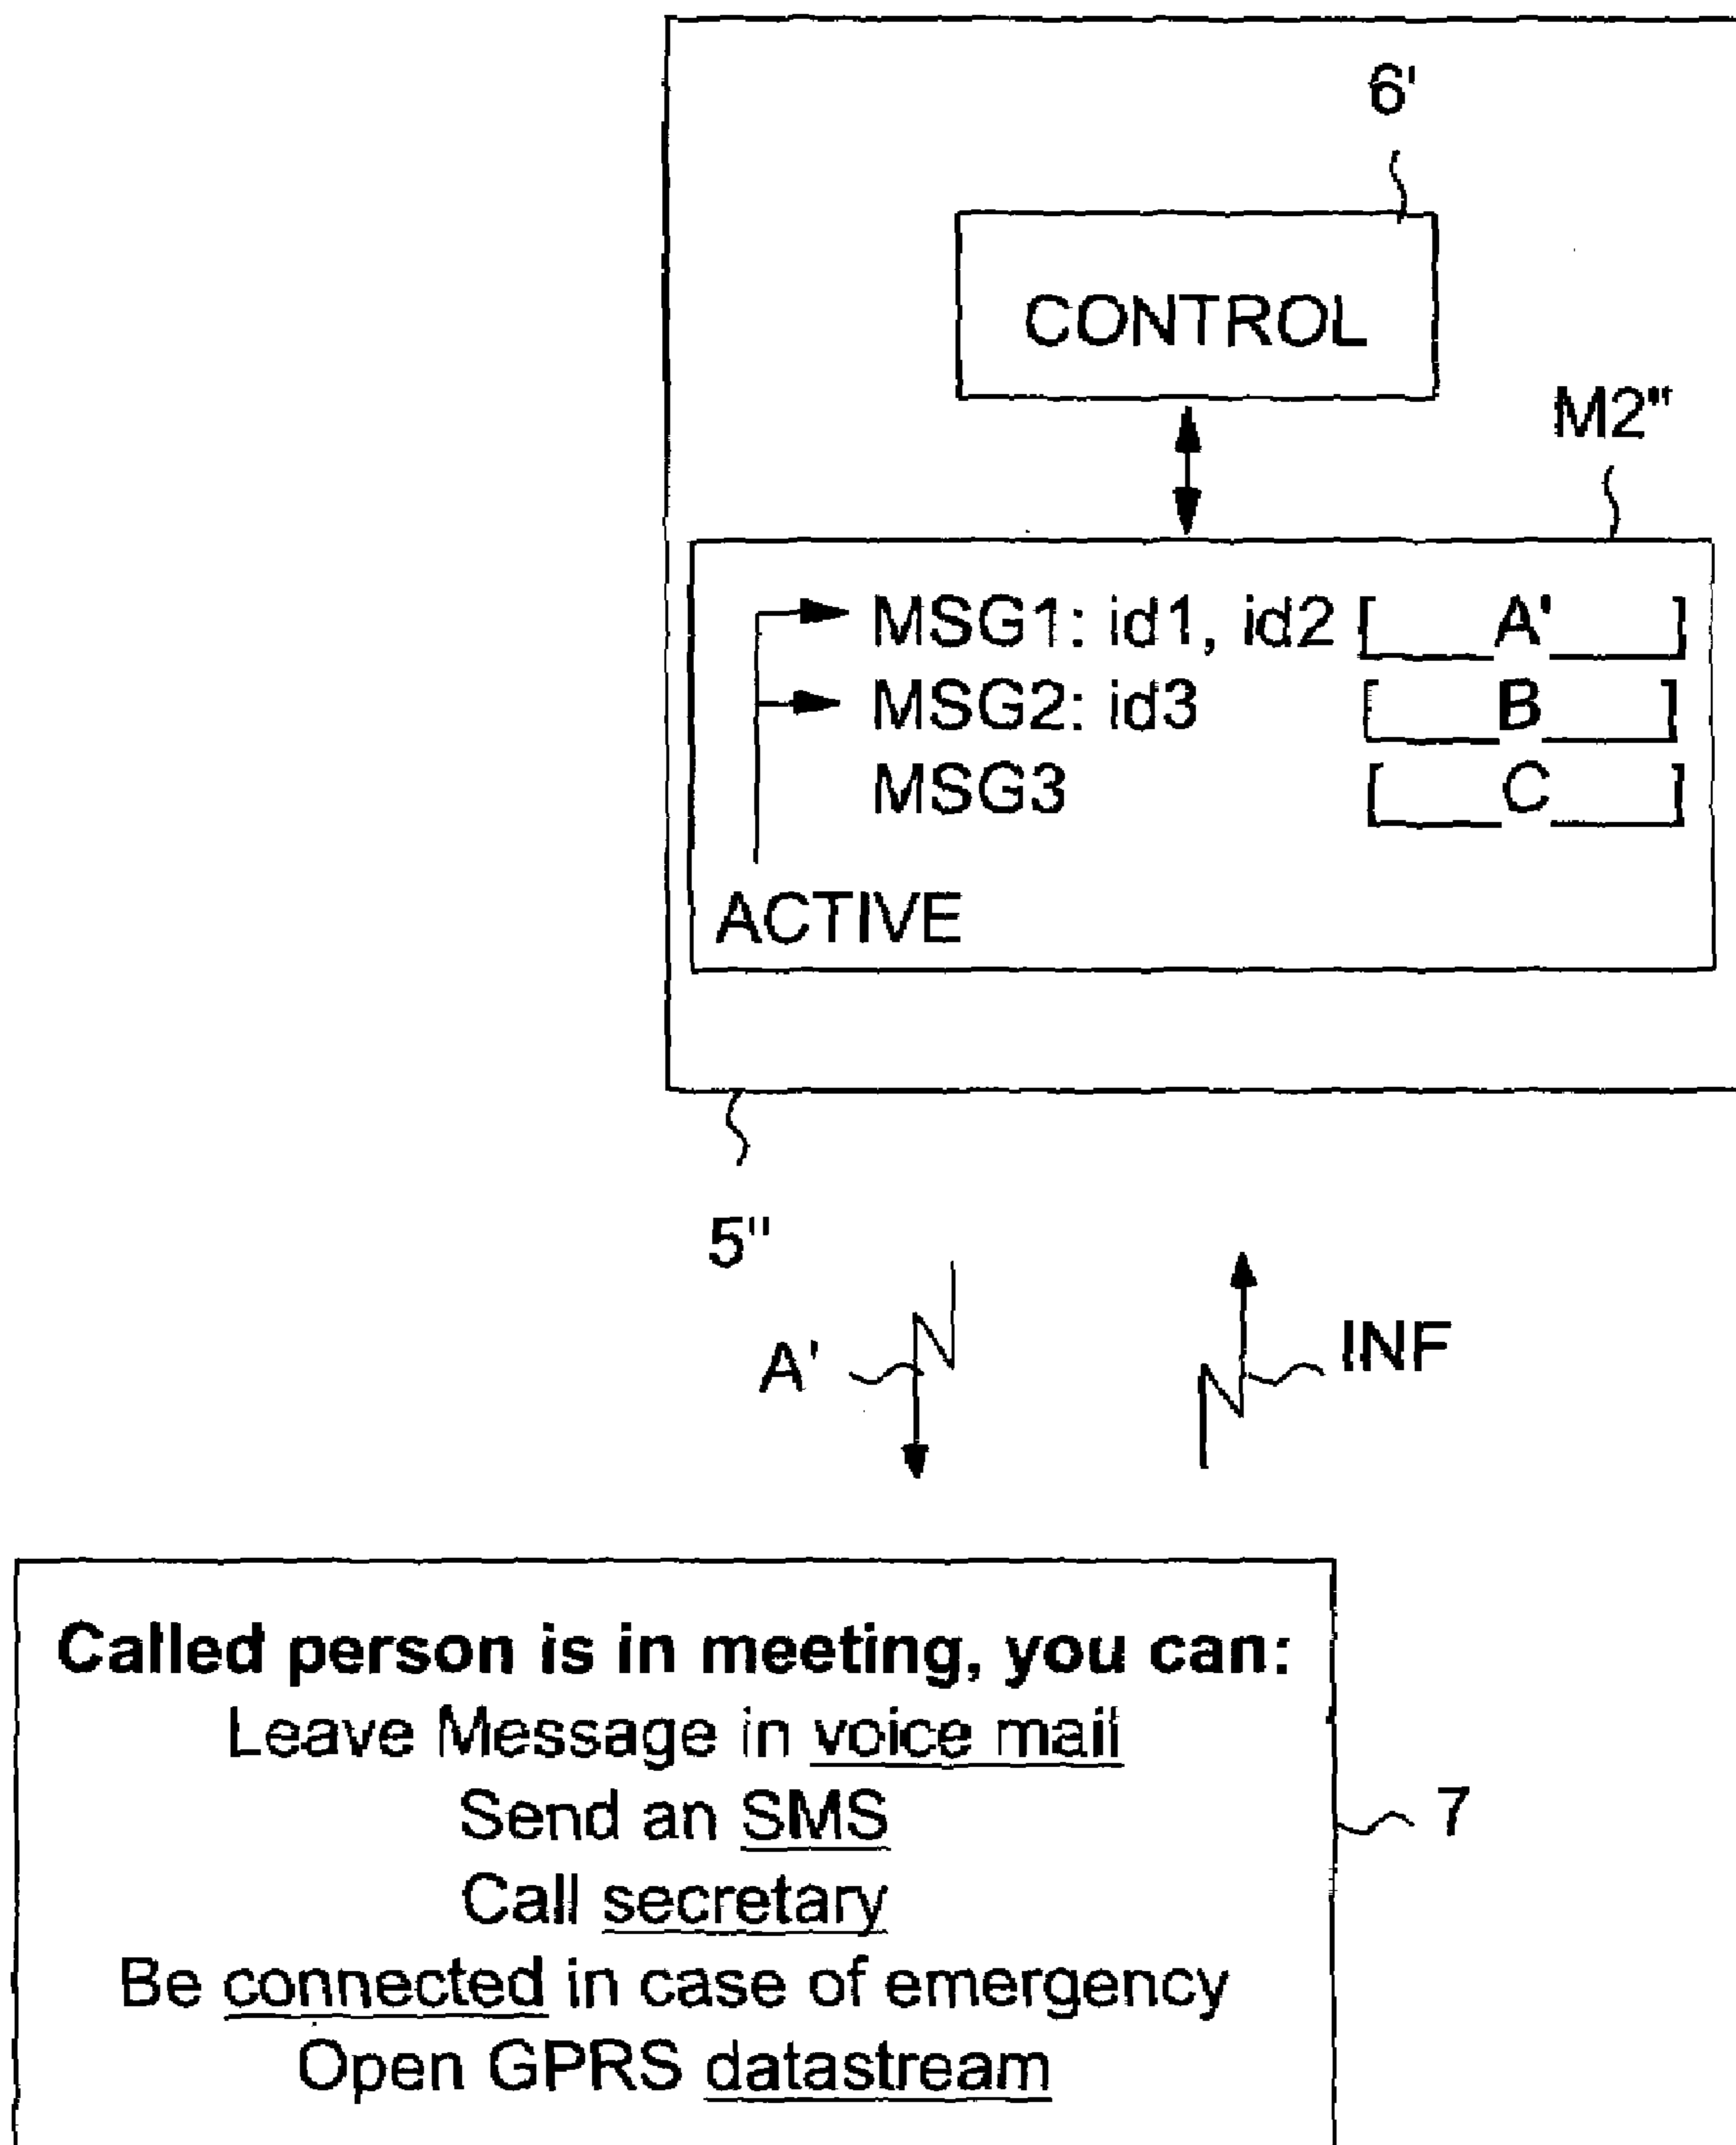 6'
CONTROL
M2"
MSG1: id1, id2 [ A' ]
MSG2: id3 [ B ]
MSG3 [ C ]
ACTIVE
5"
A'
INF
Called person is in meeting, you can:
Leave Message in voice mail
Send an SMS
Call secretary
Be connected in case of emergency
Open GPRS datastream
7